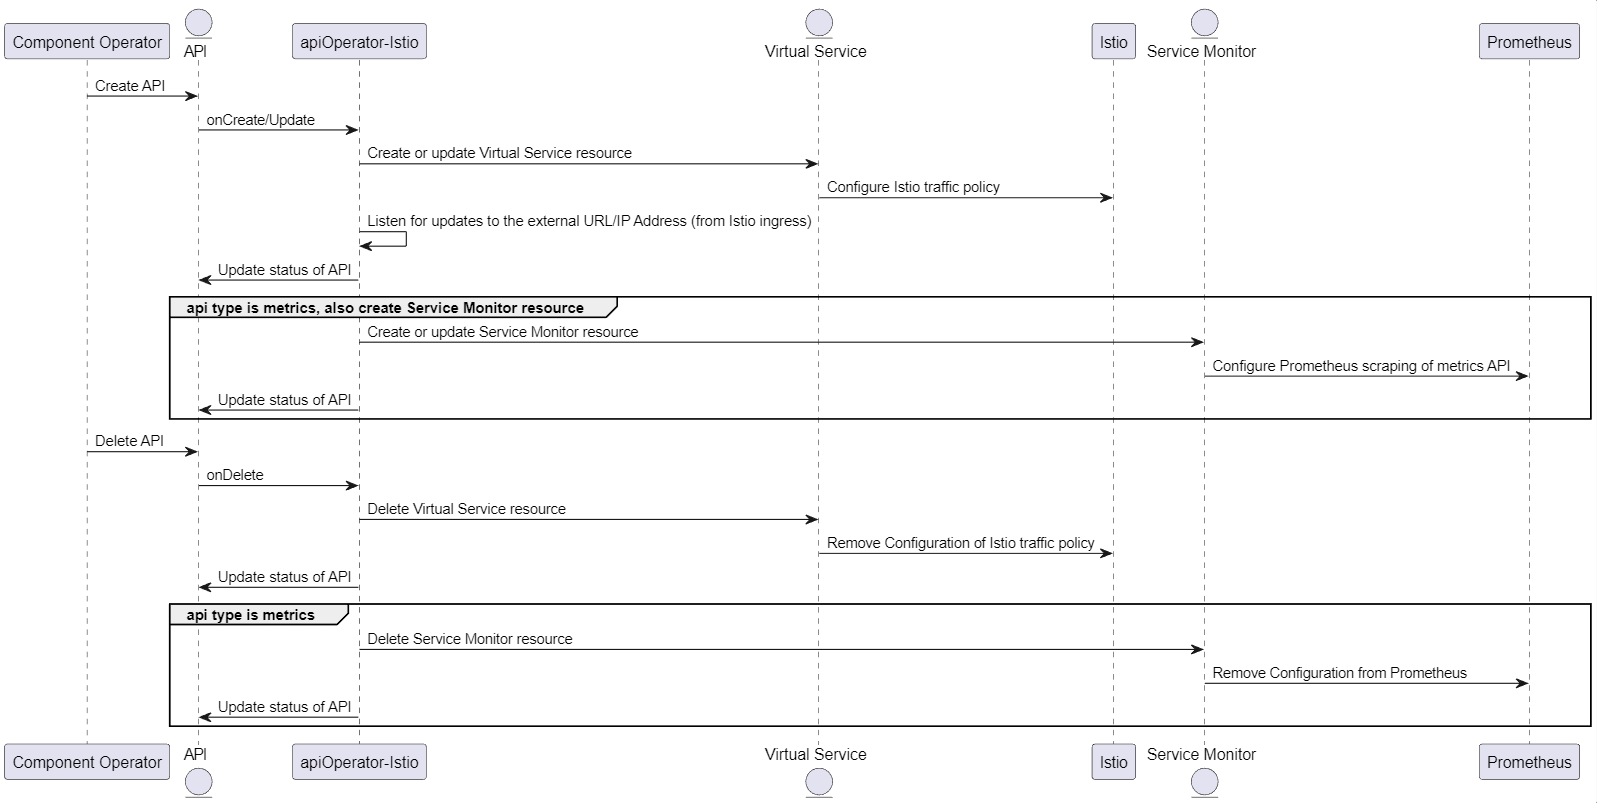 Component Operator
API
apiOperator-Istio
Virtual Service
Istio
Service Monitor
Prometheus
Create API
onCreate/Update
Create or update Virtual Service resource
Configure Istio traffic policy
Listen for updates to the external URL/IP Address (from Istio ingress)
Update status of API
api type is metrics, also create Service Monitor resource
Create or update Service Monitor resource
Configure Prometheus scraping of metrics API
Update status of API
Delete API
onDelete
Delete Virtual Service resource
Remove Configuration of Istio traffic policy
Update status of API
api type is metrics
Delete Service Monitor resource
Remove Configuration from Prometheus
Update status of API
Component Operator
API
apiOperator-Istio
Virtual Service
Istio
Service Monitor
Prometheus